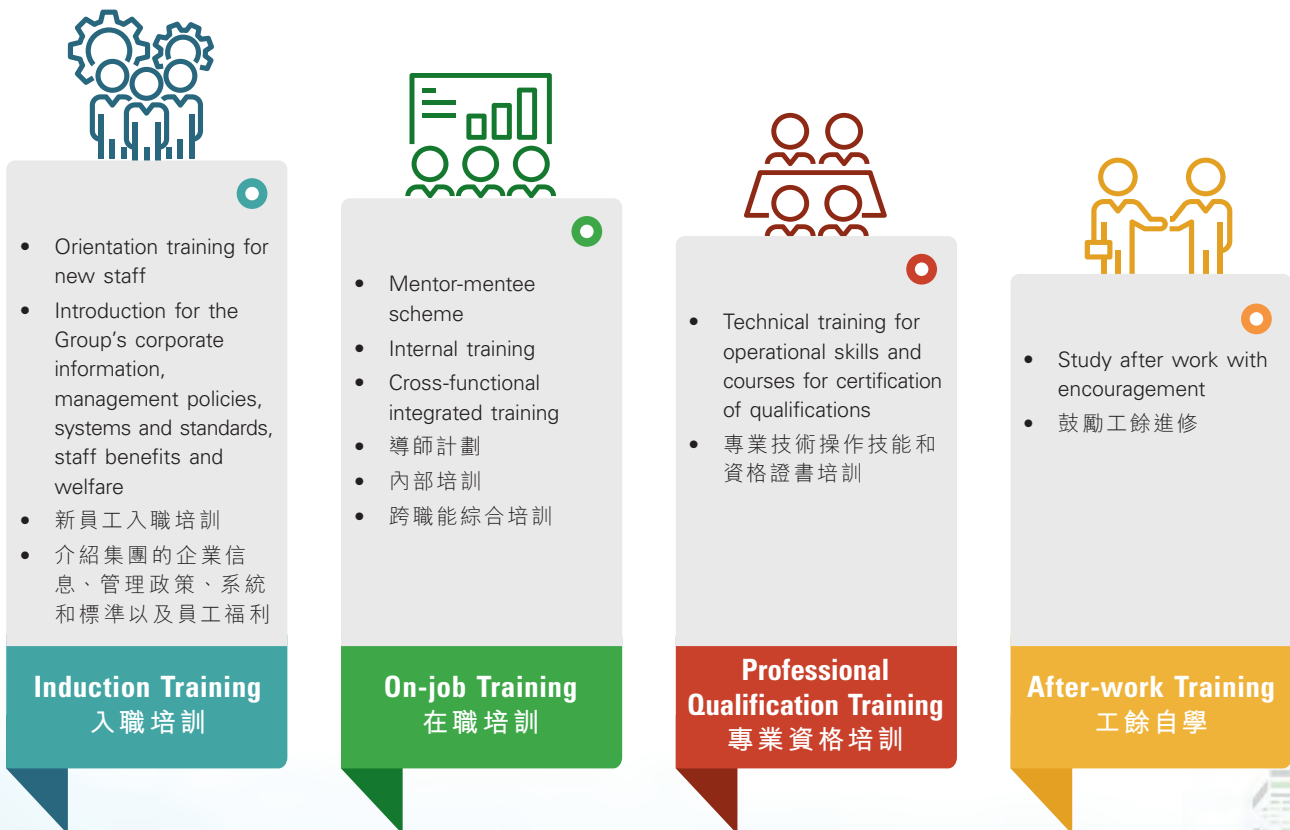 • Orientation training for
new staff
• Introduction for the
Group's corporate
information,
management policies,
systems and standards,
staff benefits and
welfare
• 新員工入職培訓
• 介紹集團的企業信
息、管理政策、系統
和標準以及員工福利
Induction Training
入職培訓
• Mentor-mentee
scheme
• Internal training
• Cross-functional
integrated training
• 導師計劃
• 內部培訓
• 跨職能綜合培訓
On-job Training
在職培訓
• Technical training for
operational skills and
courses for certification
of qualifications
• 專業技術操作技能和
資格證書培訓
Professional
Qualification Training
專業資格培訓
• Study after work with
encouragement
• 鼓勵工餘進修
After-work Training
工餘自學